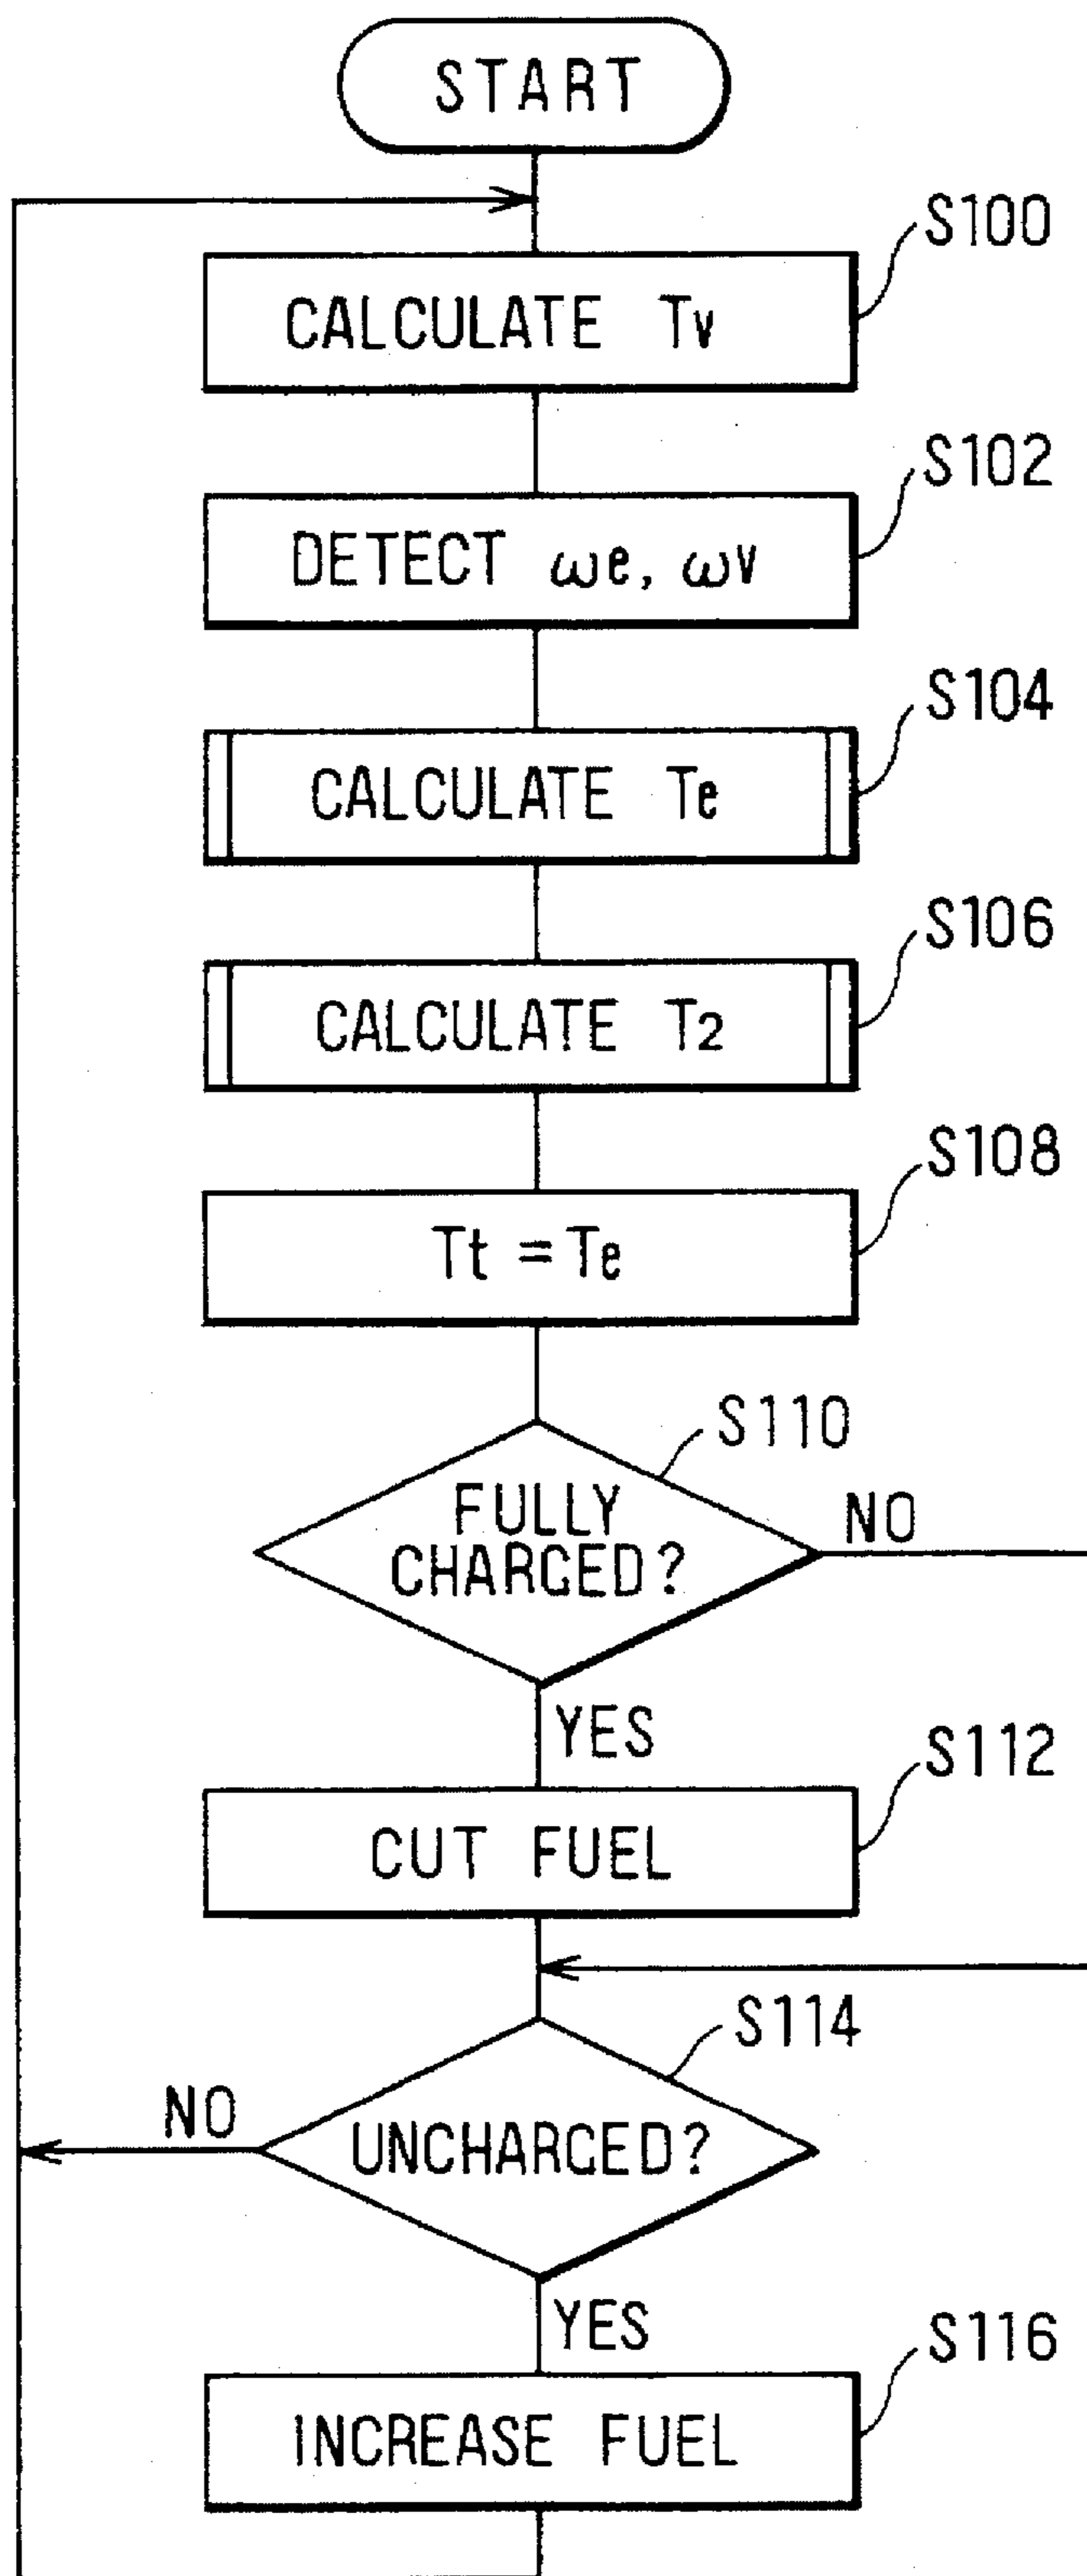 START
S100
CALCULATE Tv
S102
DETECT ωe, ωv
S104
CALCULATE Te
S106
CALCULATE T2
S108
Tt = Te
S110
FULLY
CHARGED?
NO
YES
S112
CUT FUEL
S114
NO
UNCHARGED?
YES
S116
INCREASE FUEL